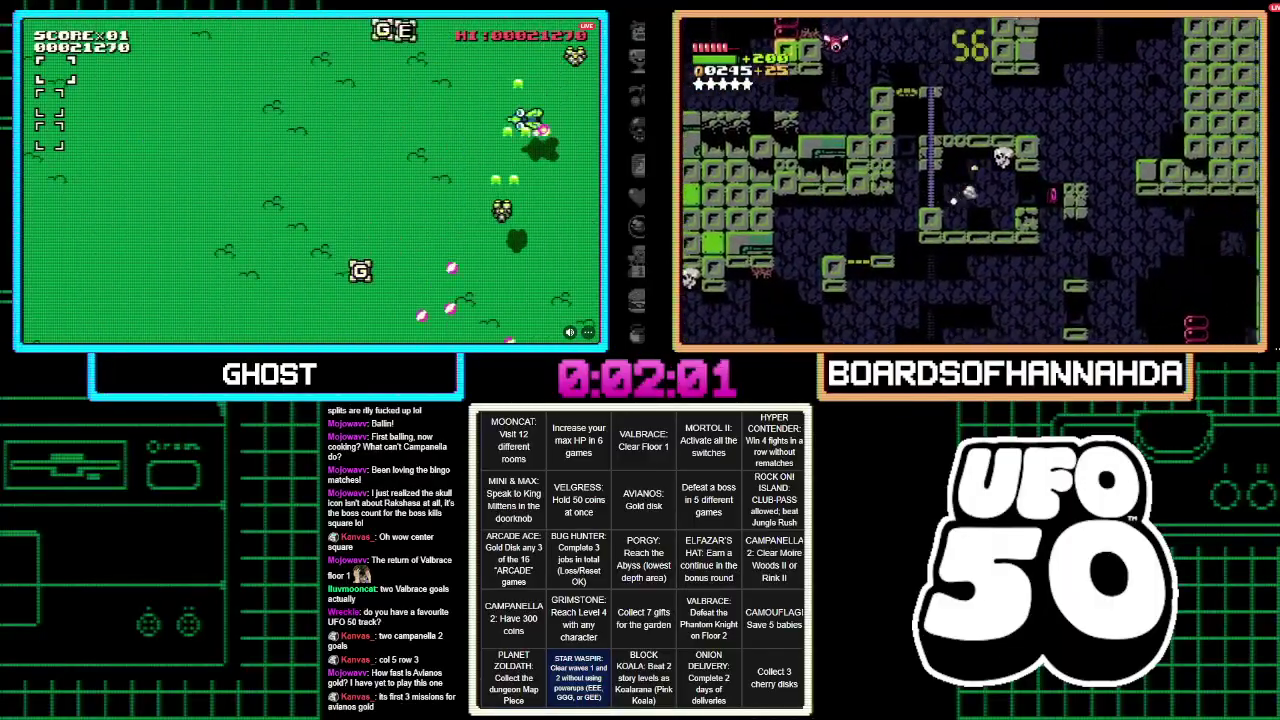 SCORE×01
00021270
G E
HI:00021270
LIVE
G
+200
00245+25
56
GHOST
0:02:01
BOARDSOFHANNAHDA
splits are rlly fucked up lol
Mojowavv: Ballin!
Mojowavv: First balling, now
cooking? What can't Campanella
do?
Mojowavv: Been loving the bingo
matches!
Mojowavv: I just realized the skull
icon isn't about Rakshasa at all, it's
the boss count for the boss kills
square lol
Kanvas_: Oh wow center
square
Mojowavv: The return of Valbrace
floor 1
lluvmooncat: two Valbrace goals
actually
Wreckie: do you have a favourite
UFO 50 track?
Kanvas_: two campanella 2
goals
Kanvas_: col 5 row 3
Mojowavv: How fast is Avianos
gold? I have yet to play this one
Kanvas_: Its first 3 missions for
avianos gold
MOONCAT:
Visit 12
different
rooms
Increase your
max HP in 6
games
VALBRACE:
Clear Floor 1
MORTOL II:
Activate all the
switches
HYPER
CONTENDER:
Win 4 fights in a
row without
rematches
MINI & MAX:
Speak to King
Mittens in the
doorknob
VELGRESS:
Hold 50 coins
at once
AVIANOS:
Gold disk
Defeat a boss
in 5 different
games
ROCK ON!
ISLAND:
CLUB-PASS
allowed; beat
Jungle Rush
ARCADE ACE:
Gold Disk any 3
of the 16
"ARCADE"
games
BUG HUNTER:
Complete 3
jobs in total
(Loss/Reset
OK)
PORGY:
Reach the
Abyss (lowest
depth area)
ELFAZAR'S
HAT: Earn a
continue in the
bonus round
CAMPANELLA
2: Clear Moire
Woods II or
Rink II
CAMPANELLA
2: Have 300
coins
GRIMSTONE:
Reach Level 4
with any
character
Collect 7 gifts
for the garden
VALBRACE:
Defeat the
Phantom Knight
on Floor 2
CAMOUFLAG
Save 5 babies
PLANET
ZOLDATH:
Collect the
dungeon Map
Piece
STAR WASPIR:
Clear waves 1 and
2 without using
powerups (EEE,
GGG, or GEE)
BLOCK
KOALA: Beat 2
story levels as
Koalarana (Pink
Koala)
ONION
DELIVERY:
Complete 2
days of
deliveries
Collect 3
cherry disks
UFO
50
TM